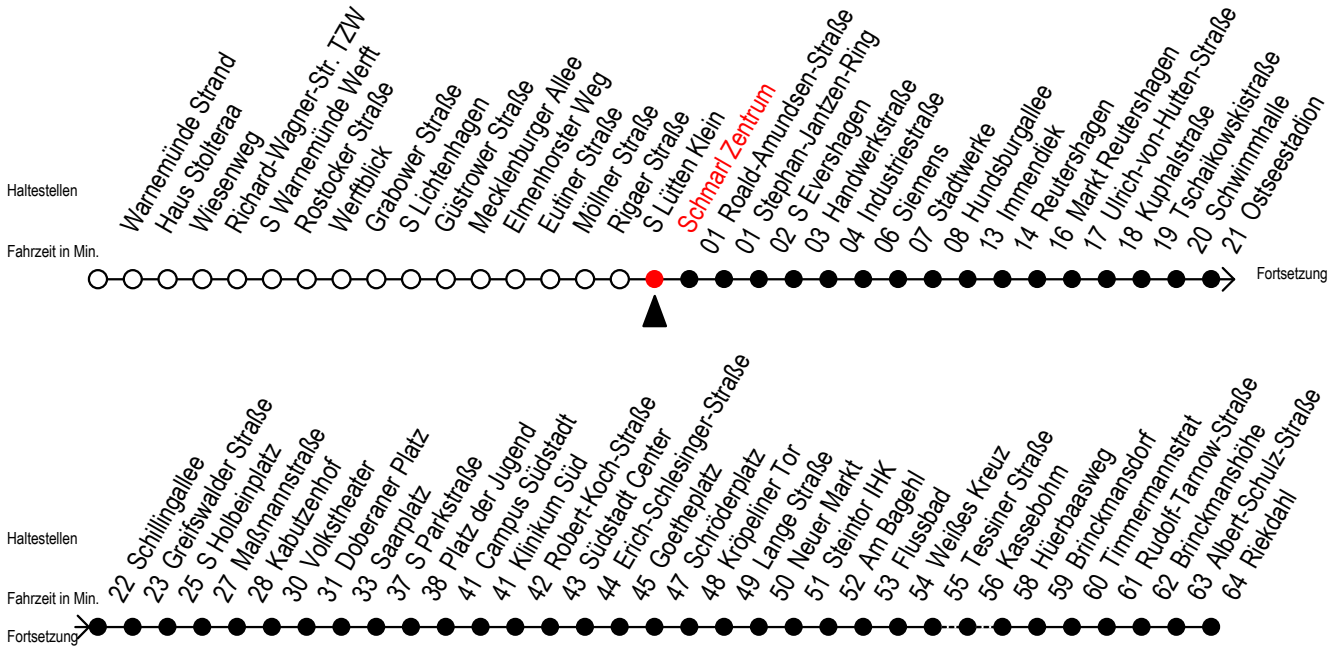 Haltestellen
Warnemünde Strand
Haus Stolteraa
Wiesenweg
Richard-Wagner-Str. TZW
S Warnemünde Werft
Rostocker Straße
Werftblick
Grabower Straße
S Lichtenhagen
Güstrower Straße
Mecklenburger Allee
Elmenhorster Weg
Eutiner Straße
Möllner Straße
Rigaer Straße
S Lütten Klein
Schmarl Zentrum
01 Roald-Amundsen-Straße
01 Stephan-Jantzen-Ring
02 S Evershagen
03 Handwerkstraße
04 Industriestraße
06 Siemens
07 Stadtwerke
08 Hundsburgallee
13 Immendiek
14 Reutershagen
16 Markt Reutershagen
17 Ulrich-von-Hutten-Straße
18 Kuphalstraße
19 Tschaikowskistraße
20 Schwimmhalle
21 Ostseestadion
Fahrzeit in Min.
Fortsetzung
Haltestellen
22 Schillingallee
23 Greifswalder Straße
25 S Holbeinplatz
27 Maßmannstraße
28 Kabutzenhof
30 Volkstheater
31 Doberaner Platz
33 Saarplatz
37 S Parkstraße
38 Platz der Jugend
41 Campus Südstadt
41 Klinikum Süd
42 Robert-Koch-Straße
43 Südstadt Center
44 Erich-Schlesinger-Straße
45 Goetheplatz
47 Schröderplatz
48 Kröpeliner Tor
49 Lange Straße
50 Neuer Markt
51 Steintor IHK
52 Am Bagehl
53 Flussbad
54 Weißes Kreuz
55 Tessiner Straße
56 Kassebohm
58 Hüerbaasweg
59 Brinckmansdorf
60 Timmermannstrat
61 Rudolf-Tarnow-Straße
62 Brinckmanshöhe
63 Albert-Schulz-Straße
64 Riekdahl
Fahrzeit in Min.
Fortsetzung